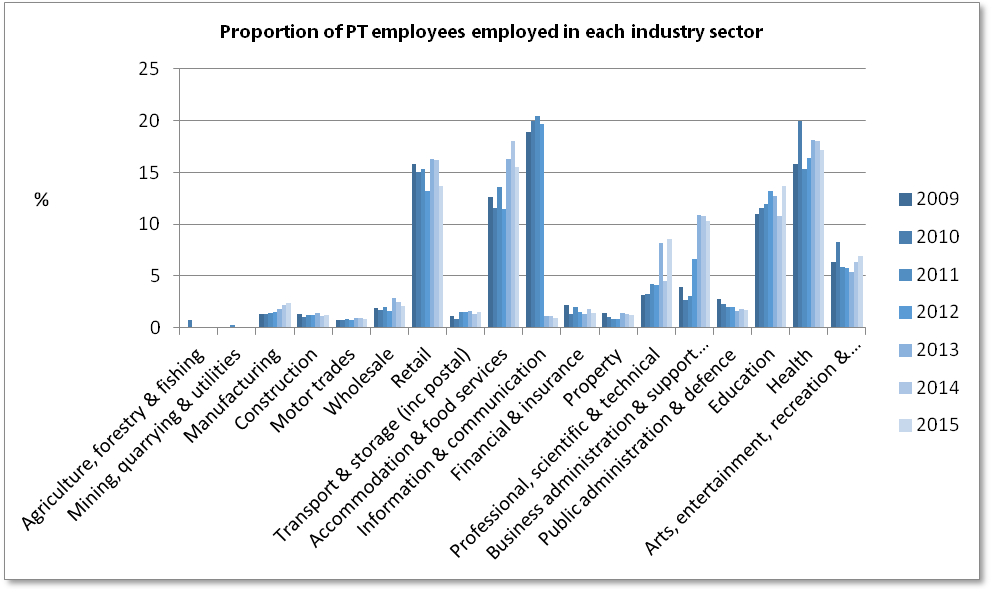 Proportion of PT employees employed in each industry sector
25
20
15
10
5
0
%
Agriculture, forestry & fishing
Mining, quarrying & utilities
Manufacturing
Construction
Motor trades
Wholesale
Retail
Transport & storage (inc postal)
Accommodation & food services
Information & communication
Financial & insurance
Property
Professional, scientific & technical
Business administration & support...
Public administration & defence
Education
Health
Arts, entertainment, recreation &...
2009
2010
2011
2012
2013
2014
2015